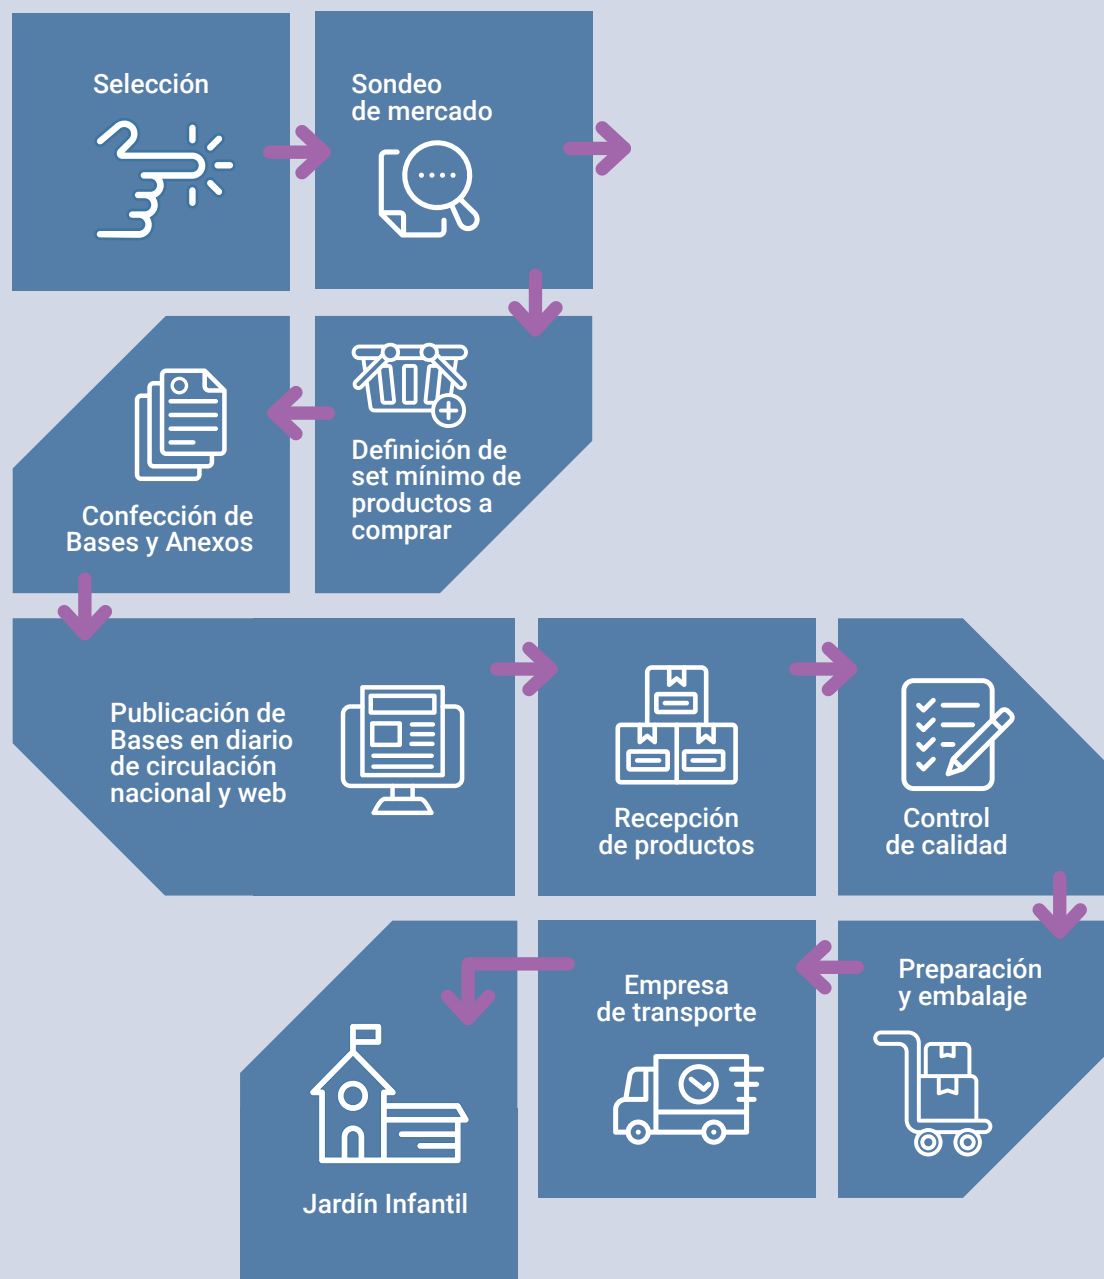 Selección
Sondeo
de mercado
Definición de
set mínimo de
productos a
comprar
Confección de
Bases y Anexos
Publicación de
Bases en diario
de circulación
nacional y web
Recepción
de productos
Control
de calidad
Preparación
y embalaje
Empresa
de transporte
Jardín Infantil